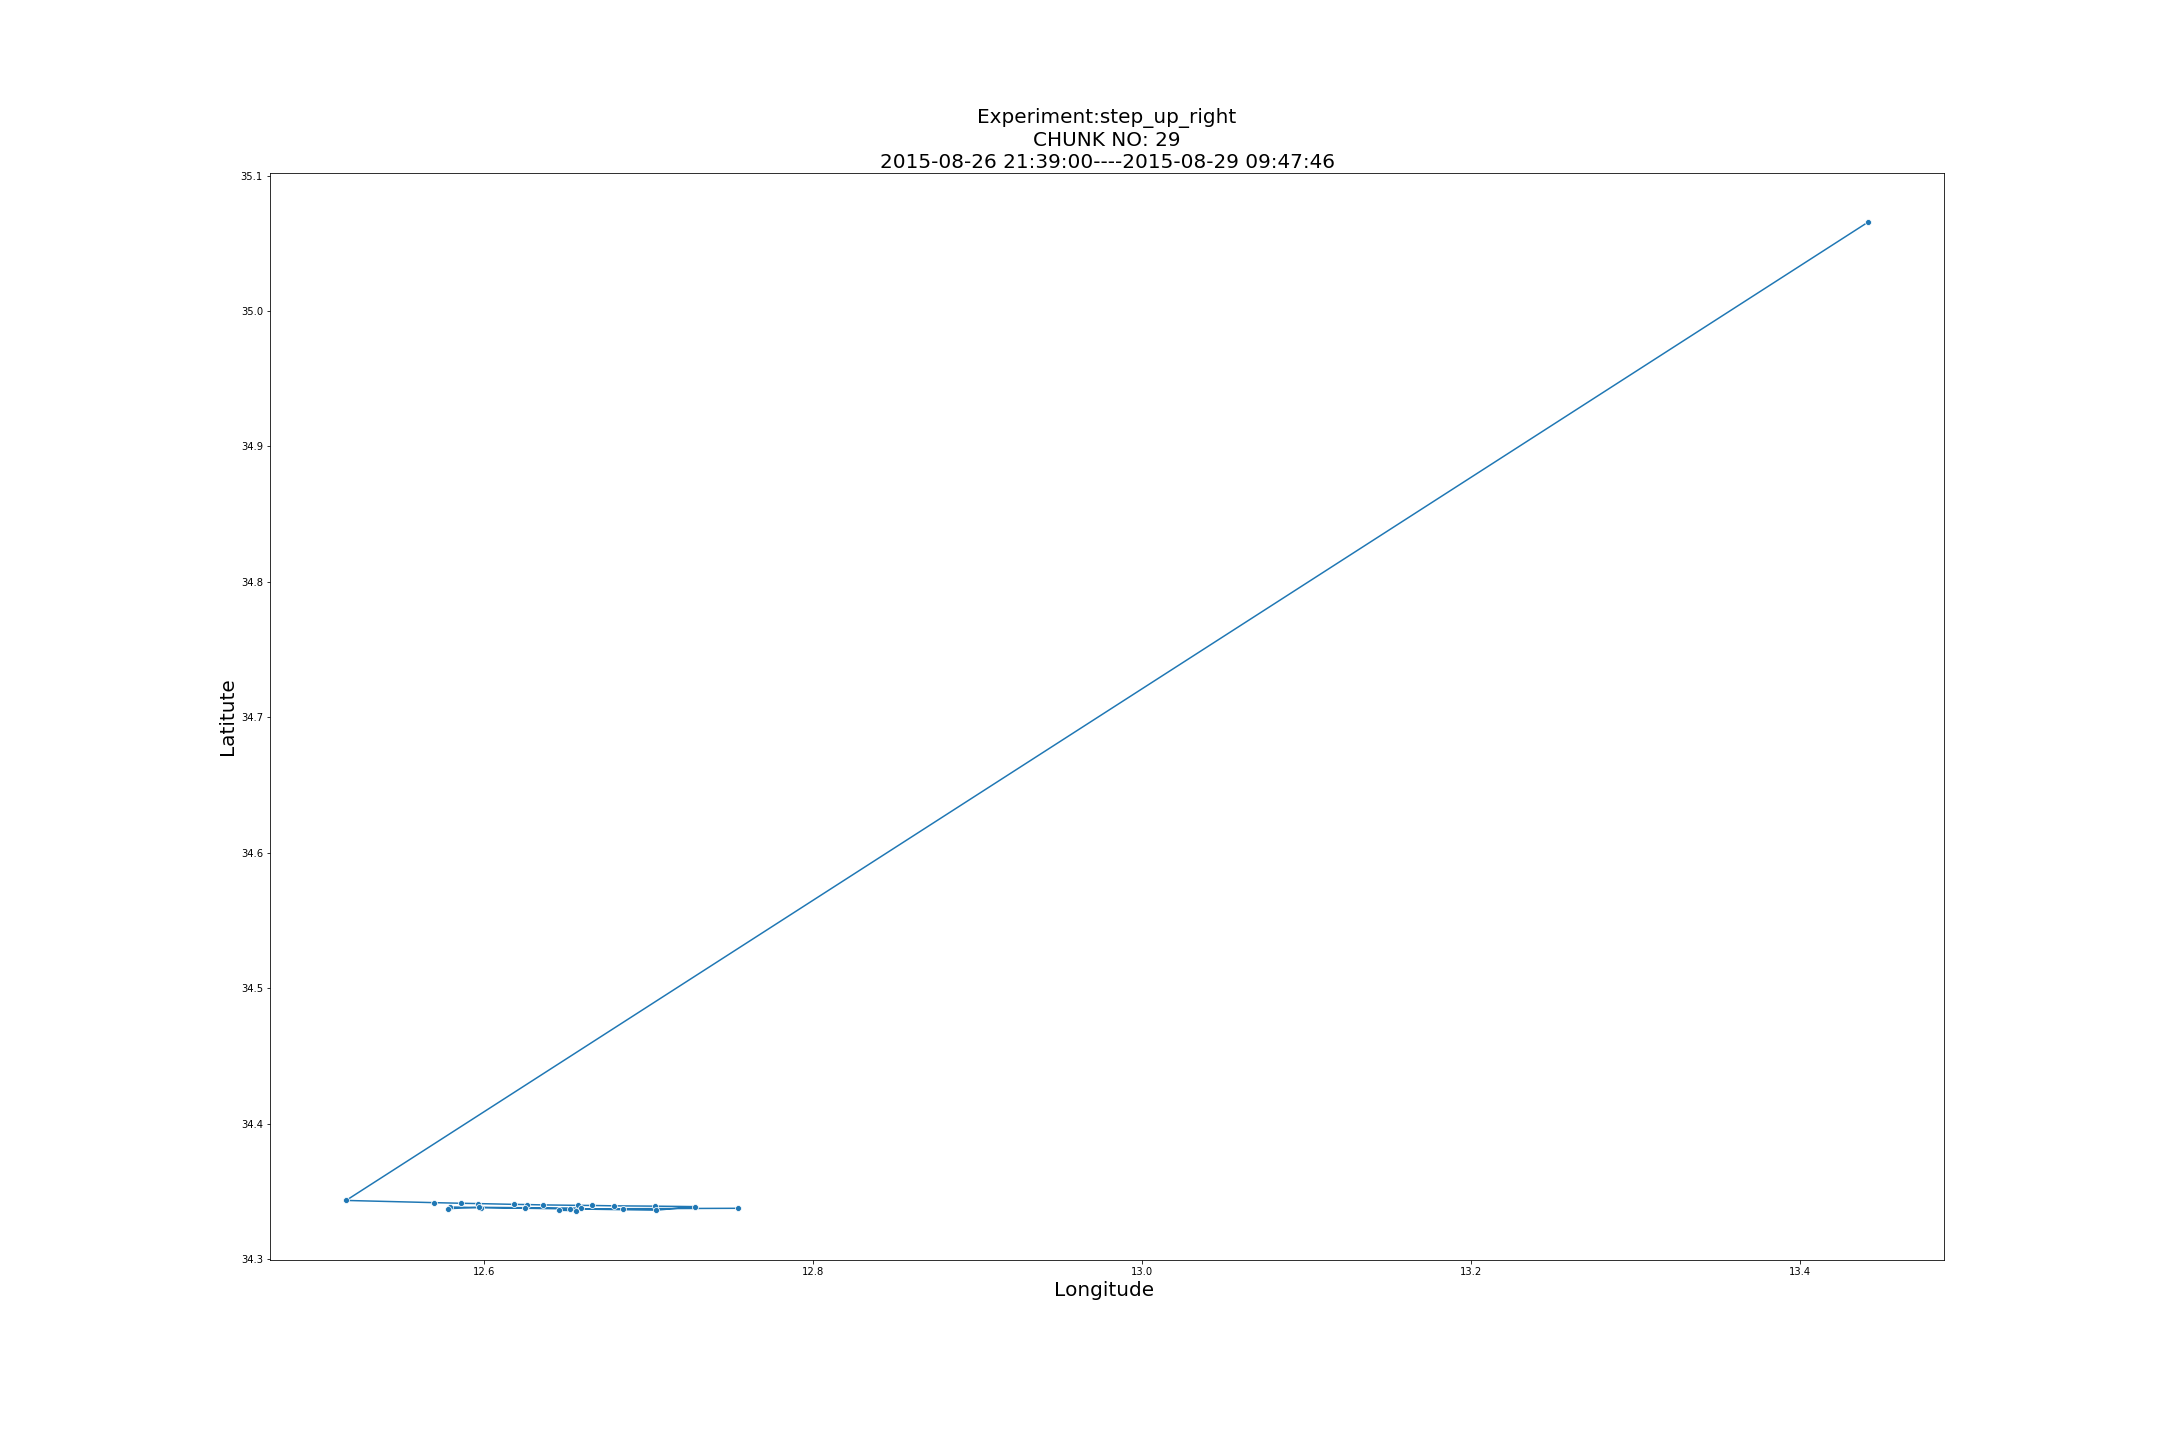 Experiment:step_up_right
CHUNK NO: 29
2015-08-26 21:39:00----2015-08-29 09:47:46
35.1
35.0
34.9
34.8
34.7
34.6
34.5
34.4
34.3
Latitute
12.6
12.8
13.0
13.2
13.4
Longitude